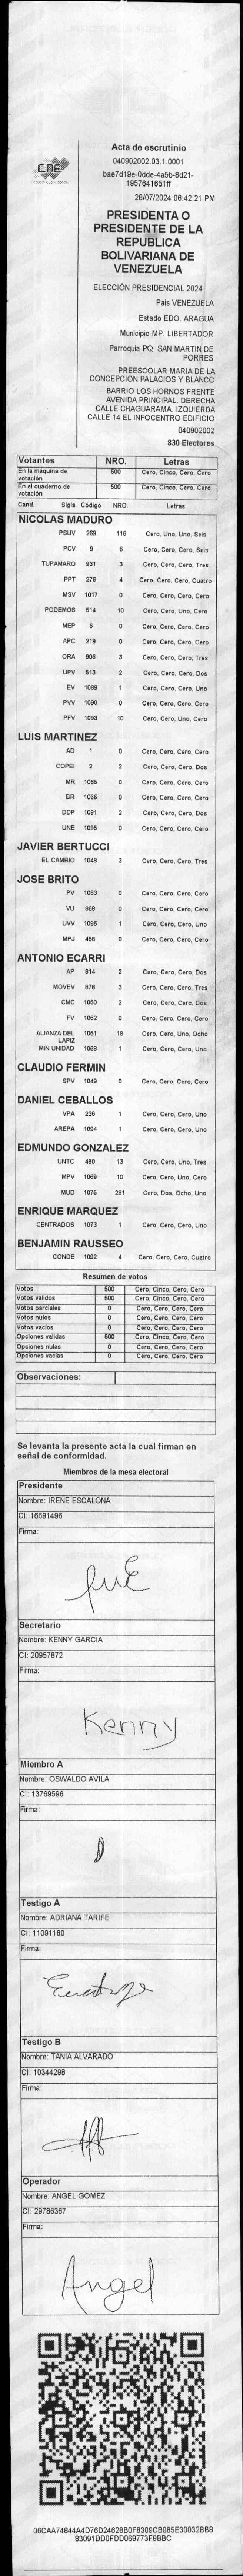 CNE
Acta de escrutinio
040902002.03.1.0001
bae7d19e-0dde-4a5b-8d21-
1957641651ff
28/07/2024 06:42:21 PM
PRESIDENTA O
PRESIDENTE DE LA
REPUBLICA
BOLIVARIANA DE
VENEZUELA
ELECCIÓN PRESIDENCIAL 2024
Pais VENEZUELA
Estado EDO. ARAGUA
Municipio MP. LIBERTADOR
Parroquia PQ. SAN MARTIN DE
PORRES
PREESCOLAR MARIA DE LA
CONCEPCIÓN PALACIOS Y BLANCO
BARRIO LOS HORNOS FRENTE
AVENIDA PRINCIPAL. DERECHA
CALLE CHAGUARAMA. IZQUIERDA
CALLE 14 EL INFOCENTRO EDIFICIO
040902002
830 Electores
Votantes NRO. Letras
En la máquina de votación 500 Cero, Cinco, Cero, Cero
En el cuaderno de votación 500 Cero, Cinco, Cero, Cero
Cand. Sigla Código NRO. Letras
NICOLAS MADURO
PSUV 269 116 Cero, Uno, Uno, Seis
PCV 9 6 Cero, Cero, Cero, Seis
TUPAMARO 931 3 Cero, Cero, Cero, Tres
PPT 276 4 Cero, Cero, Cero, Cuatro
MSV 1017 0 Cero, Cero, Cero, Cero
PODEMOS 514 10 Cero, Cero, Uno, Cero
MEP 6 0 Cero, Cero, Cero, Cero
APC 219 0 Cero, Cero, Cero, Cero
ORA 906 3 Cero, Cero, Cero, Tres
UPV 513 2 Cero, Cero, Cero, Dos
EV 1089 1 Cero, Cero, Cero, Uno
PVV 1090 0 Cero, Cero, Cero, Cero
PFV 1093 10 Cero, Cero, Uno, Cero
LUIS MARTINEZ
AD 1 0 Cero, Cero, Cero, Cero
COPEI 2 2 Cero, Cero, Cero, Dos
MR 1065 0 Cero, Cero, Cero, Cero
BR 1066 0 Cero, Cero, Cero, Cero
DDP 1091 2 Cero, Cero, Cero, Dos
UNE 1095 0 Cero, Cero, Cero, Cero
JAVIER BERTUCCI
EL CAMBIO 1048 3 Cero, Cero, Cero, Tres
JOSE BRITO
PV 1053 0 Cero, Cero, Cero, Cero
VU 968 0 Cero, Cero, Cero, Cero
UVV 1096 1 Cero, Cero, Cero, Uno
MPJ 456 0 Cero, Cero, Cero, Cero
ANTONIO ECARRI
AP 814 2 Cero, Cero, Cero, Dos
MOVEV 678 3 Cero, Cero, Cero, Tres
CMC 1050 2 Cero, Cero, Cero, Dos
FV 1062 0 Cero, Cero, Cero, Cero
ALIANZA DEL LAPIZ 1051 18 Cero, Cero, Uno, Ocho
MIN UNIDAD 1068 1 Cero, Cero, Cero, Uno
CLAUDIO FERMIN
SPV 1049 0 Cero, Cero, Cero, Cero
DANIEL CEBALLOS
VPA 236 1 Cero, Cero, Cero, Uno
AREPA 1094 1 Cero, Cero, Cero, Uno
EDMUNDO GONZALEZ
UNTC 460 13 Cero, Cero, Uno, Tres
MPV 1069 10 Cero, Cero, Uno, Cero
MUD 1075 281 Cero, Dos, Ocho, Uno
ENRIQUE MARQUEZ
CENTRADOS 1073 1 Cero, Cero, Cero, Uno
BENJAMIN RAUSSEO
CONDE 1092 4 Cero, Cero, Cero, Cuatro
Resumen de votos
Votos 500 Cero, Cinco, Cero, Cero
Votos validos 500 Cero, Cinco, Cero, Cero
Votos parciales 0 Cero, Cero, Cero, Cero
Votos nulos 0 Cero, Cero, Cero, Cero
Votos vacios 0 Cero, Cero, Cero, Cero
Opciones validas 500 Cero, Cinco, Cero, Cero
Opciones nulas 0 Cero, Cero, Cero, Cero
Opciones vacias 0 Cero, Cero, Cero, Cero
Observaciones:
Se levanta la presente acta la cual firman en
señal de conformidad.
Miembros de la mesa electoral
Presidente
Nombre: IRENE ESCALONA
CI: 16691496
Firma:
Secretario
Nombre: KENNY GARCIA
CI: 20957872
Firma:
Kenny
Miembro A
Nombre: OSWALDO AVILA
CI: 13769596
Firma:
Testigo A
Nombre: ADRIANA TARIFE
CI: 11091180
Firma:
Testigo B
Nombre: TANIA ALVARADO
CI: 10344298
Firma:
Operador
Nombre: ANGEL GOMEZ
CI: 29786367
Firma:
Angel
06CAA74844A4D76D24628B0F8309CB085E30032BB8
83091DD0FDD069773F9BBC